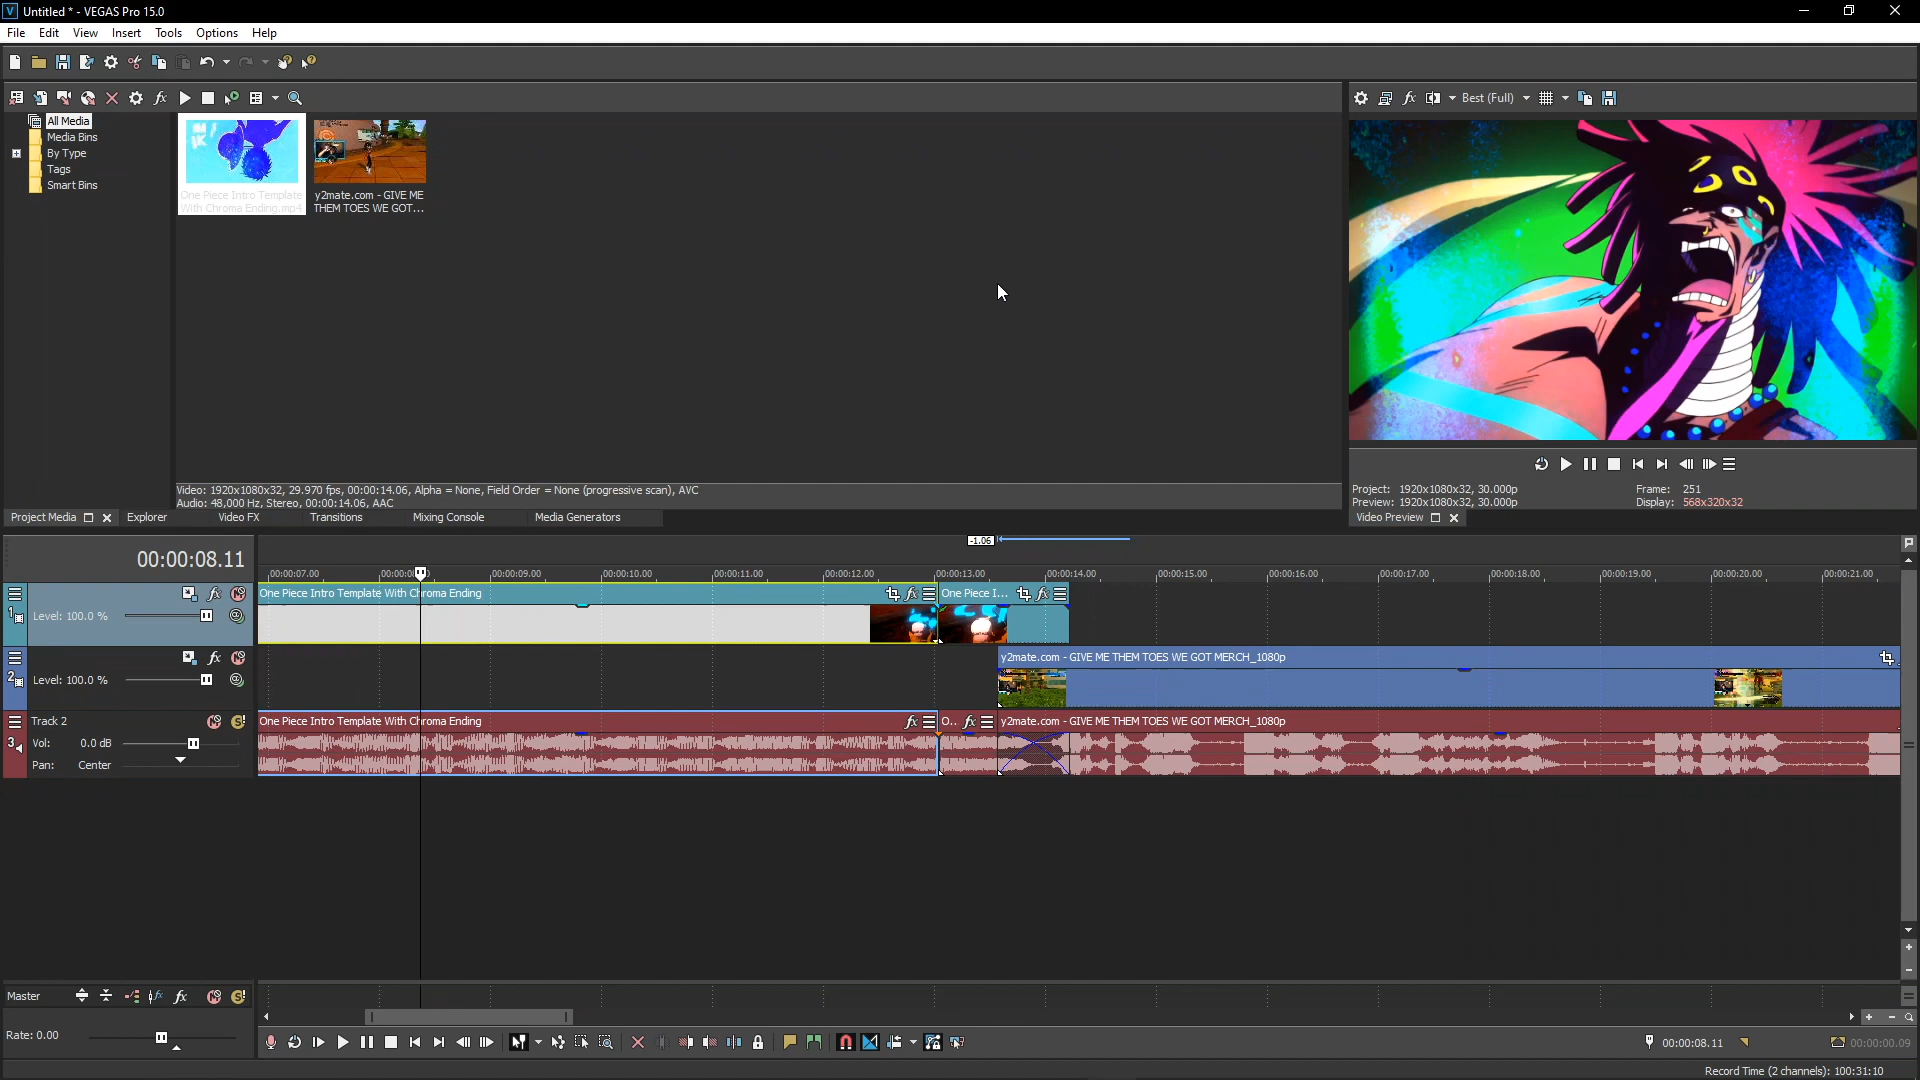 Untitled * - VEGAS Pro 15.0
File Edit View Insert Tools Options Help
All Media
Media Bins
By Type
Tags
Smart Bins
One Piece Intro Template
With Chroma Ending.mp4
y2mate.com - GIVE ME
THEM TOES WE GOT...
Best (Full)
Video: 1920x1080x32, 29.970 fps, 00:00:14.06, Alpha = None, Field Order = None (progressive scan), AVC
Audio: 48,000 Hz, Stereo, 00:00:14.06, AAC
Project: 1920x1080x32, 30.000p
Preview: 1920x1080x32, 30.000p
Frame: 251
Display: 568x320x32
Project Media Explorer Video FX Transitions Mixing Console Media Generators
Video Preview
-1.06
00:00:08.11
00:00:07.00 00:00:09.00 00:00:10.00 00:00:11.00 00:00:12.00 00:00:13.00 00:00:14.00 00:00:15.00 00:00:16.00 00:00:17.00 00:00:18.00 00:00:19.00 00:00:20.00 00:00:21.00
One Piece Intro Template With Chroma Ending One Piece I...
1 Level: 100.0 %
y2mate.com - GIVE ME THEM TOES WE GOT MERCH_1080p
2 Level: 100.0 %
Track 2 One Piece Intro Template With Chroma Ending O.. y2mate.com - GIVE ME THEM TOES WE GOT MERCH_1080p
3 Vol: 0.0 dB
Pan: Center
Master
Rate: 0.00
00:00:08.11 00:00:00.09
Record Time (2 channels): 100:31:10